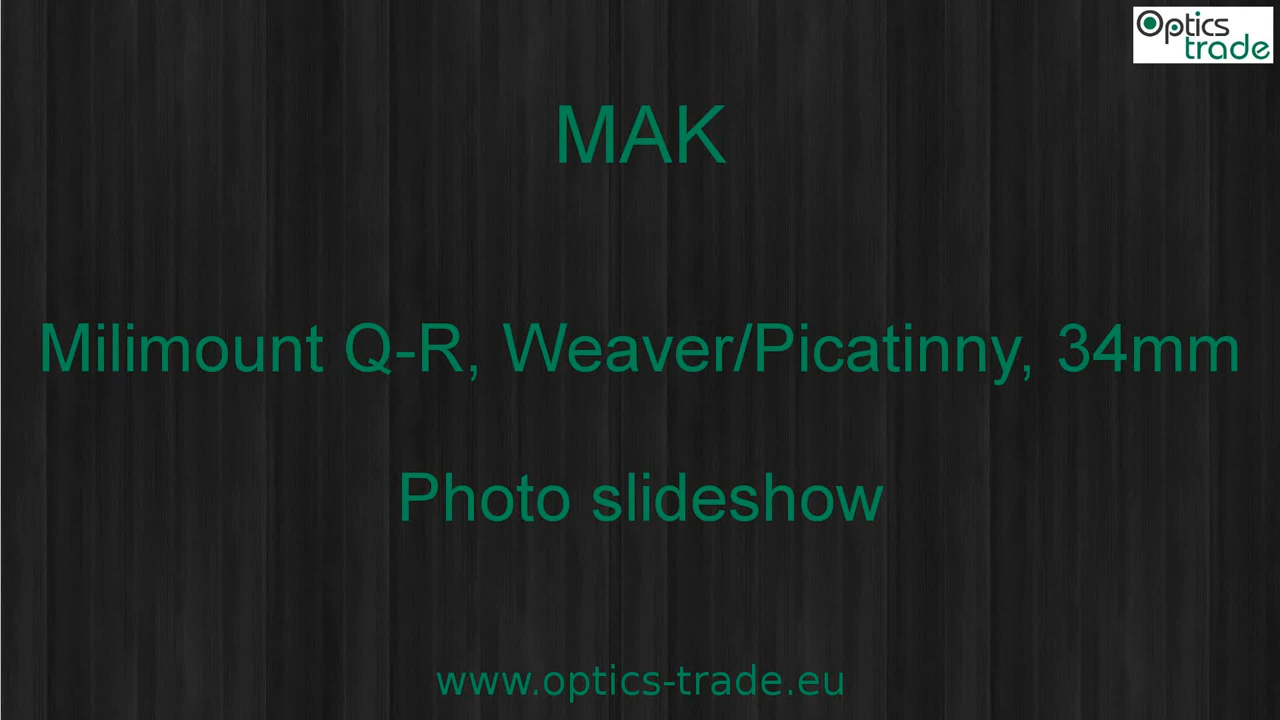 Optics
trade
MAK
Milimount Q-R, Weaver/Picatinny, 34mm
Photo slideshow
www.optics-trade.eu